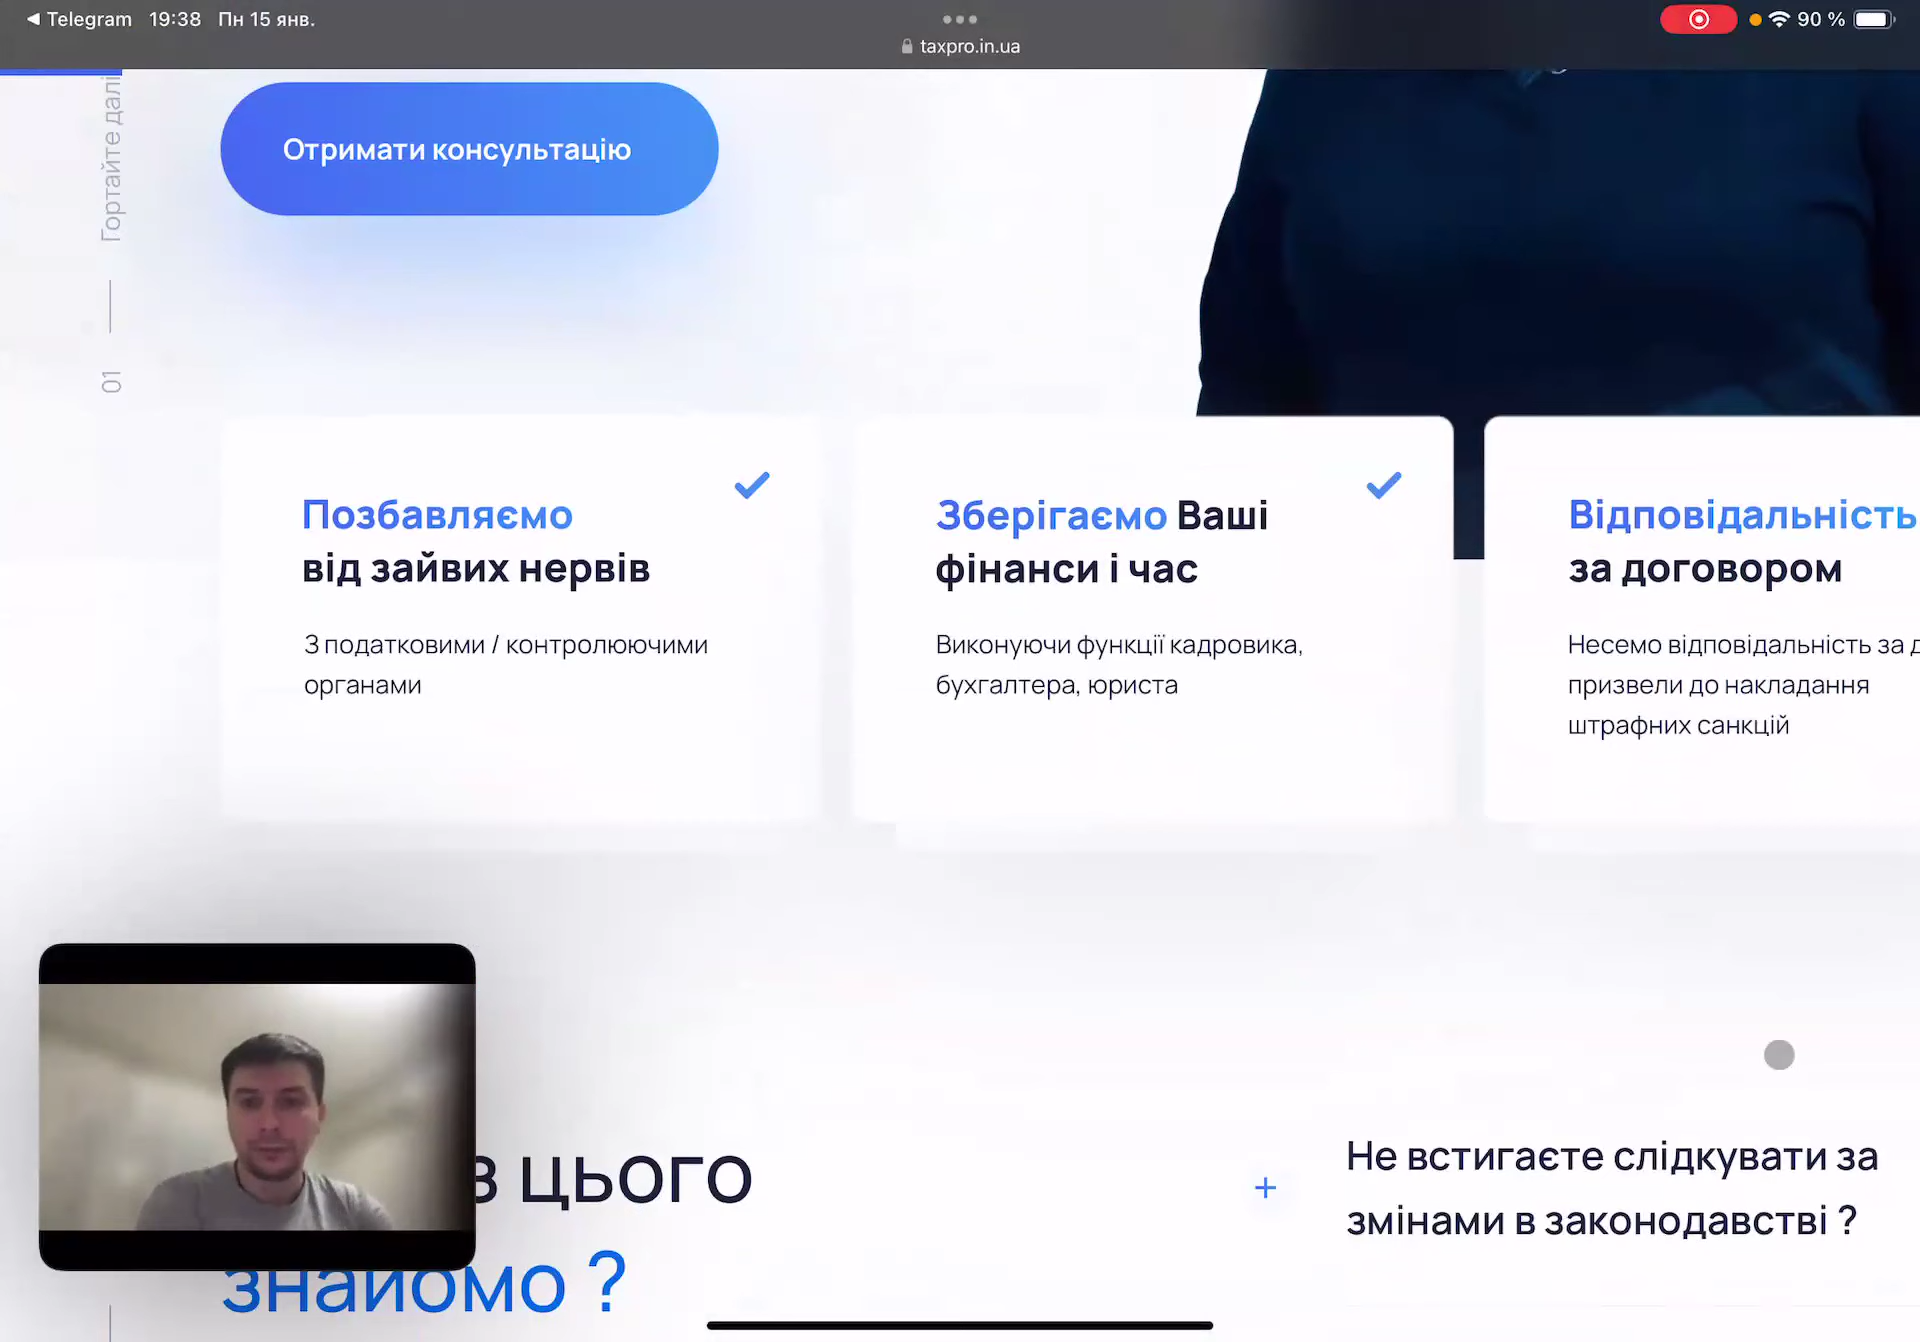 Telegram 19:38 Пн 15 янв.
90 %
taxpro.in.ua
Гортайте далі
01
Отримати консультацію
Позбавляємо
від зайвих нервів
З податковими / контролюючими
органами
Зберігаємо Ваші
фінанси і час
Виконуючи функції кадровика,
бухгалтера, юриста
Відповідальність
за договором
Несемо відповідальність за
призвели до накладання
штрафних санкцій
з цього
знайомо ?
Не встигаєте слідкувати за
змінами в законодавстві ?